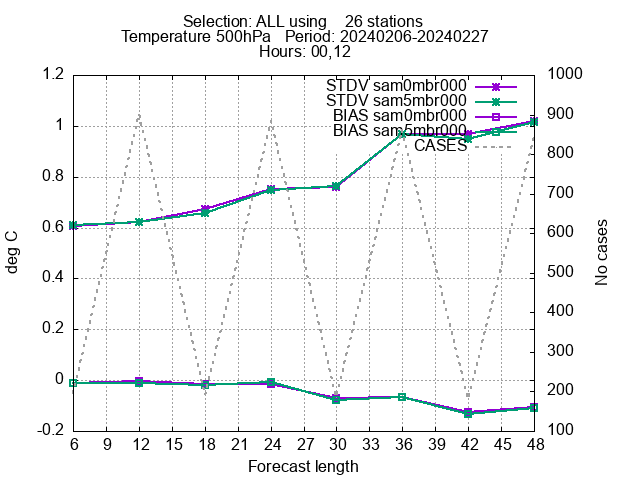 Selection: ALL using    26 stations
Temperature 500hPa   Period: 20240206-20240227
Hours: 00,12
STDV sam0mbr000
STDV sam5mbr000
BIAS sam0mbr000
BIAS sam5mbr000
CASES
deg C
1.2
1
0.8
0.6
0.4
0.2
0
-0.2
No cases
1000
900
800
700
600
500
400
300
200
100
6 9 12 15 18 21 24 27 30 33 36 39 42 45 48
Forecast length